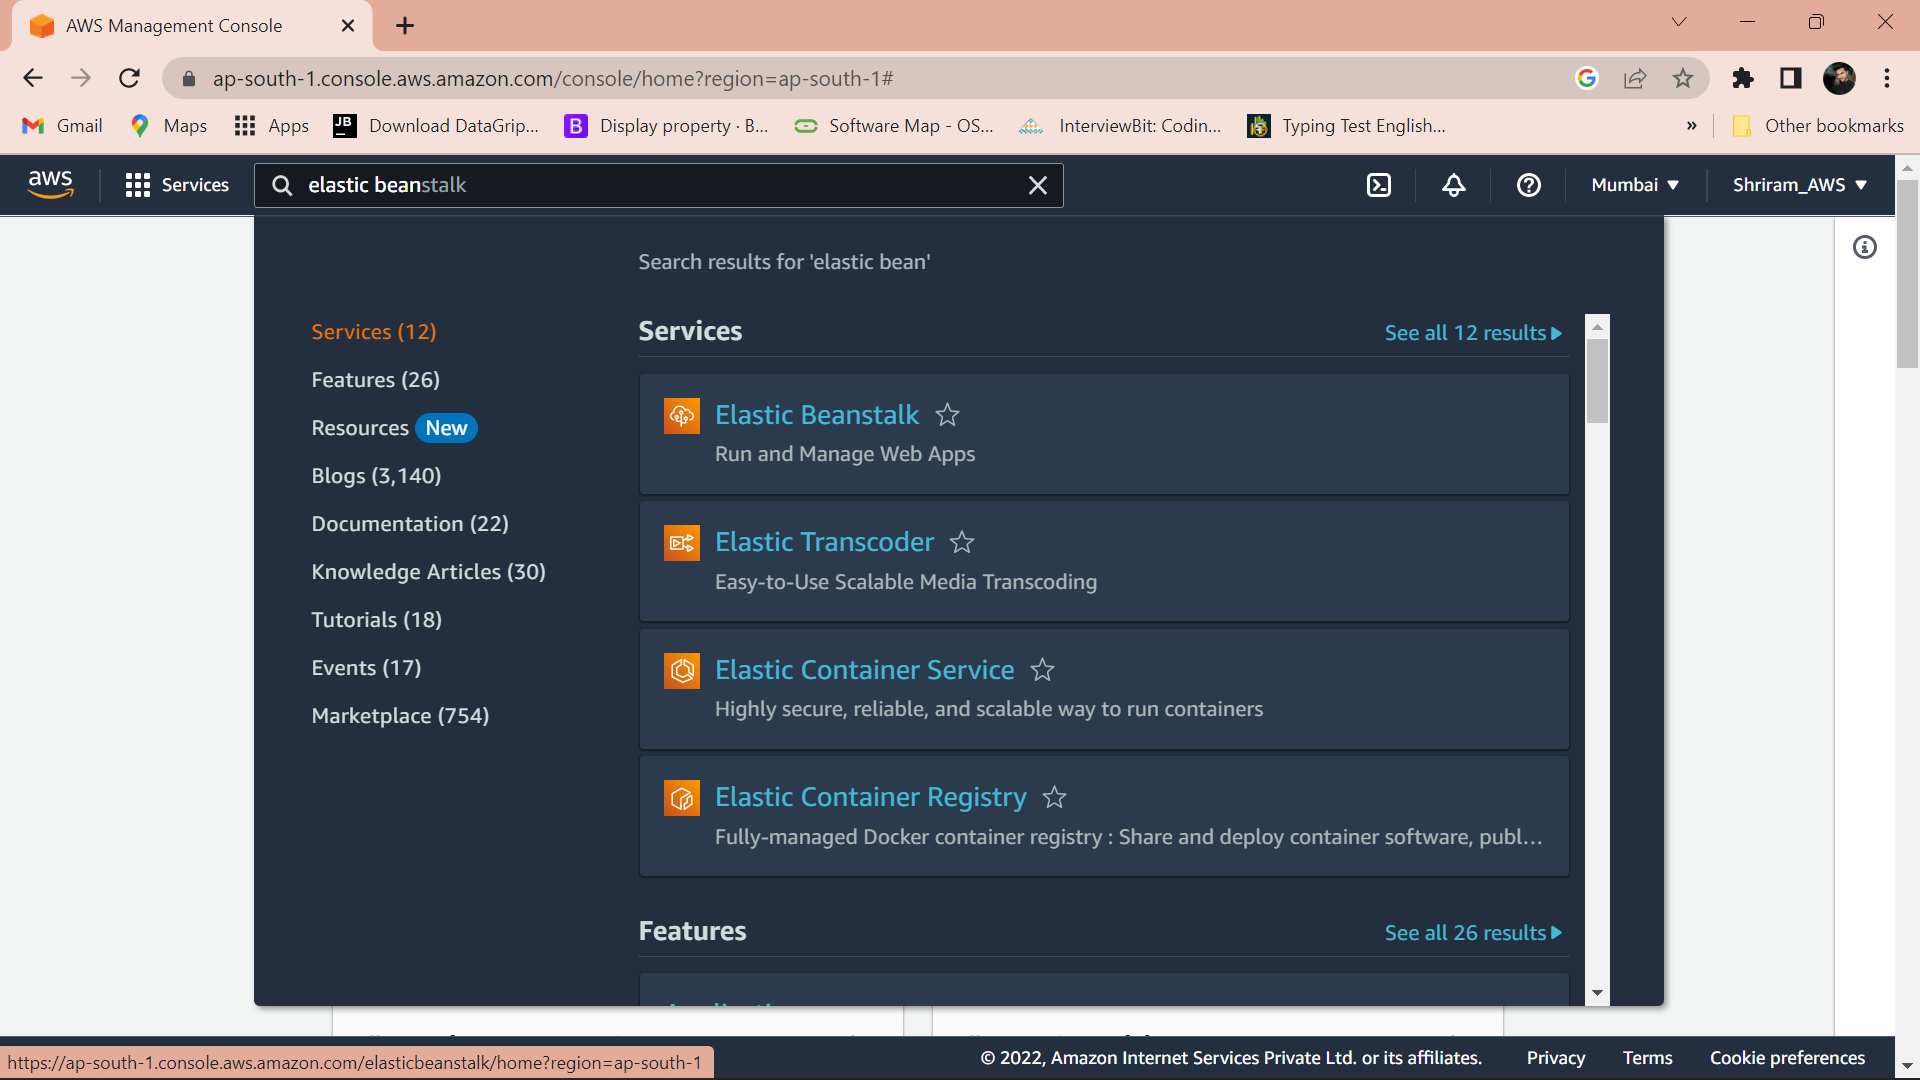 AWS Management Console
ap-south-1.console.aws.amazon.com/console/home?region=ap-south-1#
Gmail
Maps
Apps
JB
Download DataGrip...
B
Display property · B...
Software Map - OS...
InterviewBit: Codin...
Typing Test English...
»
Other bookmarks
aws
Services
elastic beanstalk
Mumbai
Shriram_AWS
Search results for 'elastic bean'
Services (12)
Features (26)
Resources New
Blogs (3,140)
Documentation (22)
Knowledge Articles (30)
Tutorials (18)
Events (17)
Marketplace (754)
Services
See all 12 results
Elastic Beanstalk
Run and Manage Web Apps
Elastic Transcoder
Easy-to-Use Scalable Media Transcoding
Elastic Container Service
Highly secure, reliable, and scalable way to run containers
Elastic Container Registry
Fully-managed Docker container registry : Share and deploy container software, publ...
Features
See all 26 results
https://ap-south-1.console.aws.amazon.com/elasticbeanstalk/home?region=ap-south-1
© 2022, Amazon Internet Services Private Ltd. or its affiliates.
Privacy
Terms
Cookie preferences